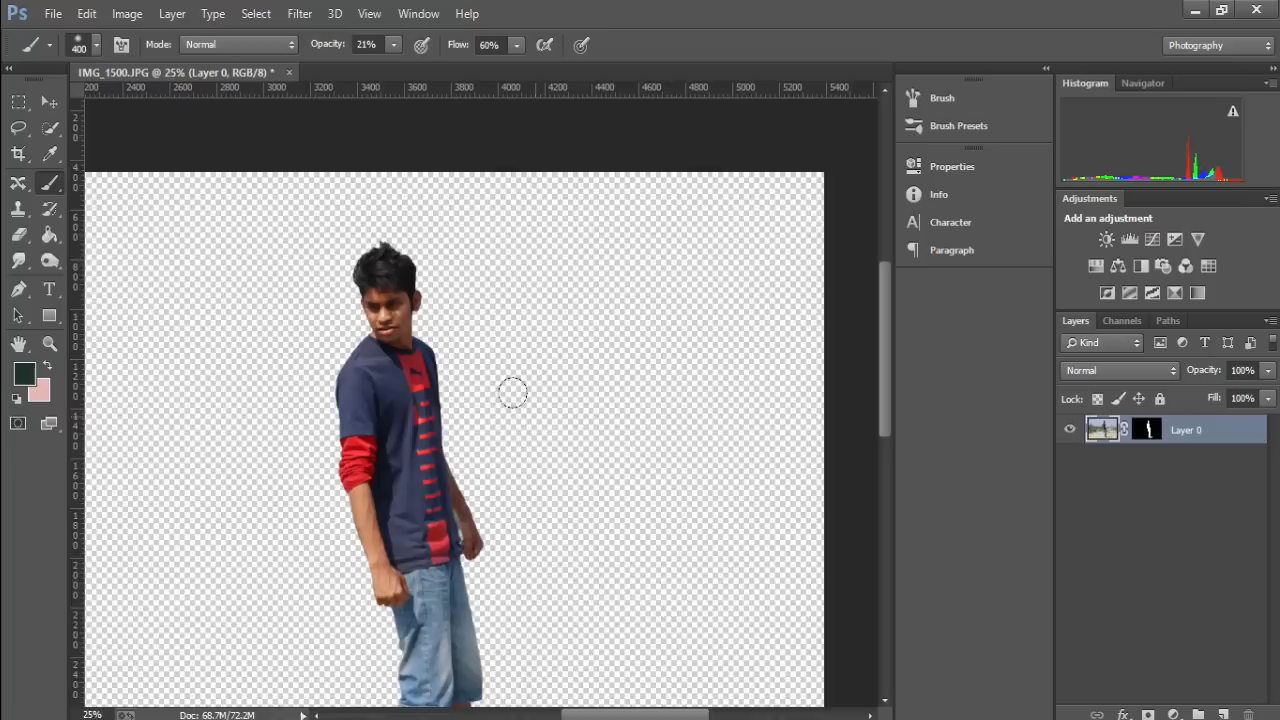 Ps File Edit Image Layer Type Select Filter 3D View Window Help
400 Mode: Normal Opacity: 21% Flow: 60% Photography
IMG_1500.JPG @ 25% (Layer 0, RGB/8) * ×
200 2400 2600 2800 3000 3200 3400 3600 3800 4000 4200 4400 4600 4800 5000 5200 5400
Histogram Navigator
Brush
Brush Presets
Properties
Info
Character
Paragraph
Adjustments
Add an adjustment
Layers Channels Paths
Kind
Normal Opacity: 100%
Lock: Fill: 100%
Layer 0
25% Doc: 68.7M/72.2M